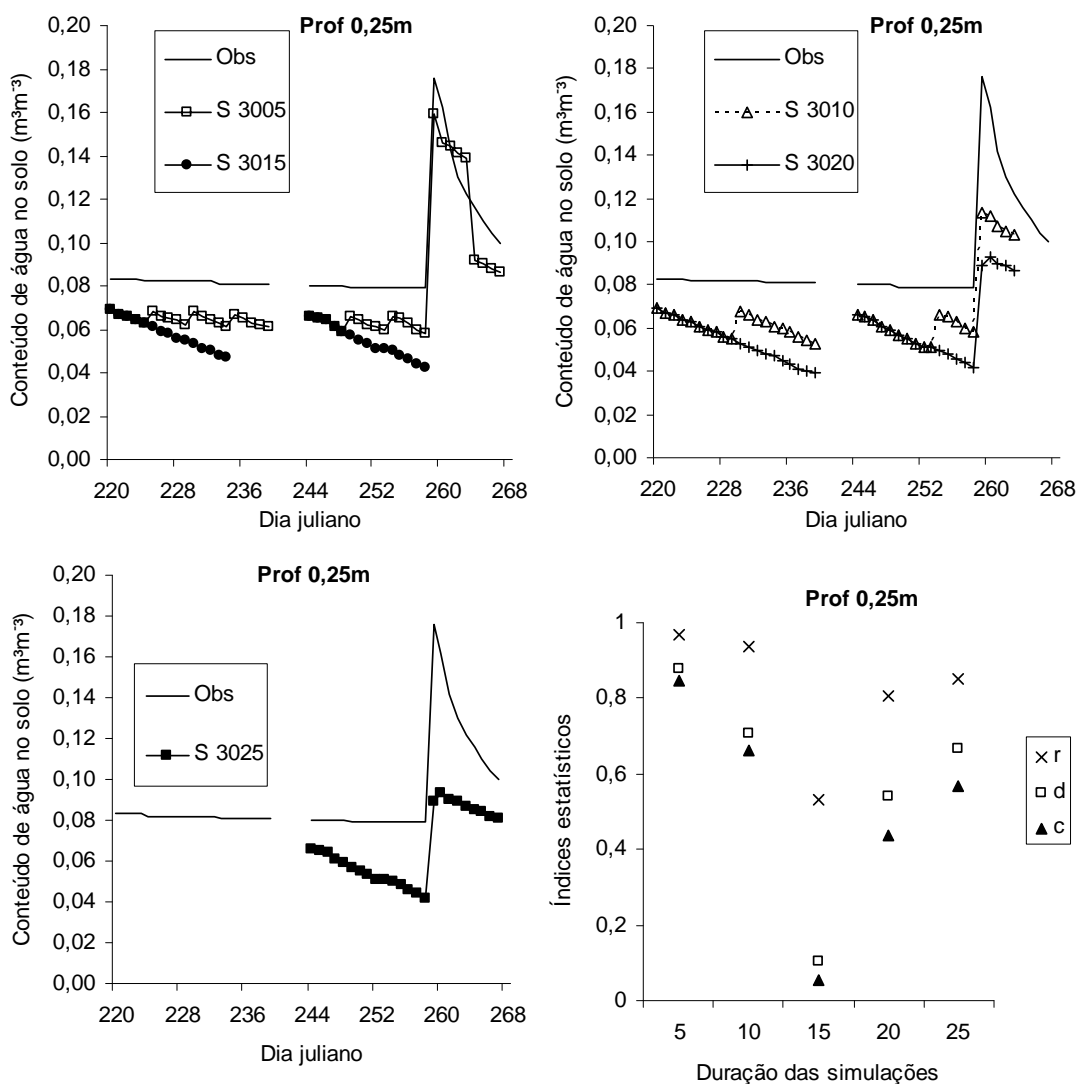 Prof 0,25m
Conteúdo de água no solo (m³m⁻³)
0,20
0,18
0,16
0,14
0,12
0,10
0,08
0,06
0,04
0,02
0,00
Obs
S 3005
S 3015
220 228 236 244 252 260 268
Dia juliano
Prof 0,25m
Conteúdo de água no solo (m³m⁻³)
0,20
0,18
0,16
0,14
0,12
0,10
0,08
0,06
0,04
0,02
0,00
Obs
S 3010
S 3020
220 228 236 244 252 260 268
Dia juliano
Prof 0,25m
Conteúdo de água no solo (m³m⁻³)
0,20
0,18
0,16
0,14
0,12
0,10
0,08
0,06
0,04
0,02
0,00
Obs
S 3025
220 228 236 244 252 260 268
Dia juliano
Prof 0,25m
Índices estatísticos
1
0,8
0,6
0,4
0,2
0
r
d
c
5 10 15 20 25
Duração das simulações